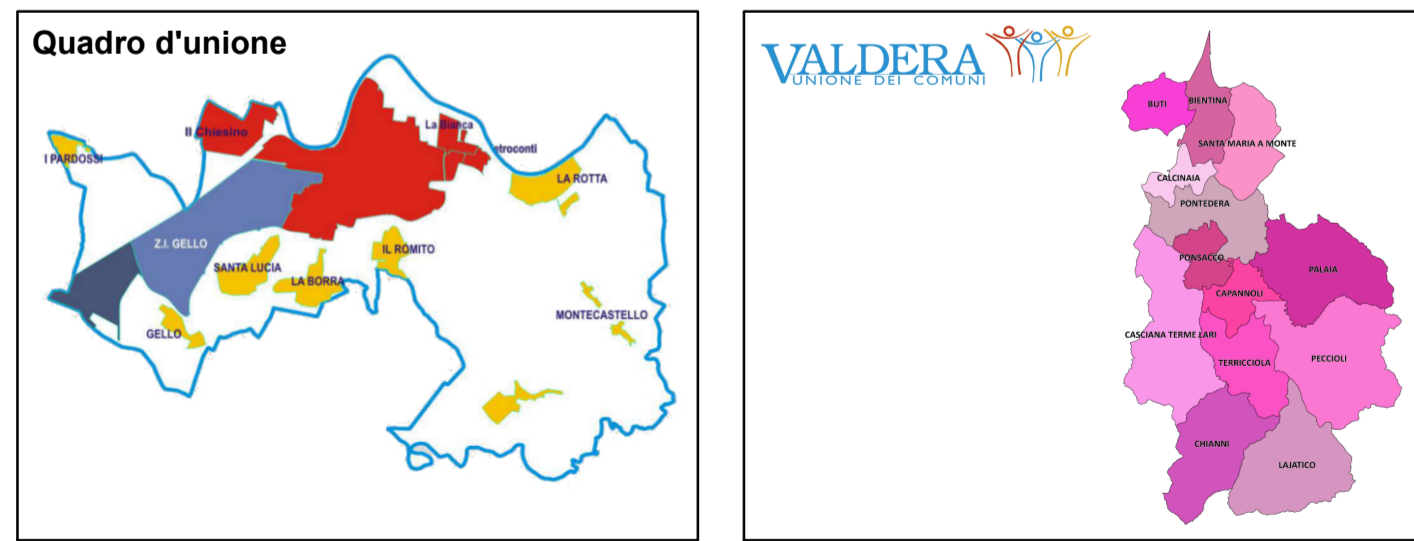 Quadro d'unione
Il Chiesino
La Bianca
etroconti
I PARDOSSI
LA ROTTA
Z.I. GELLO
IL ROMITO
SANTA LUCIA
LA BORRA
MONTECASTELLO
GELLO
VALDERA
UNIONE DEI COMUNI
BUTI
BIENTINA
SANTA MARIA A MONTE
CALCINAIA
PONTEDERA
PONSACCO
PALAIA
CAPANNOLI
CASCIANA TERME LARI
TERRICCIOLA
PECCIOLI
CHIANNI
LAJATICO